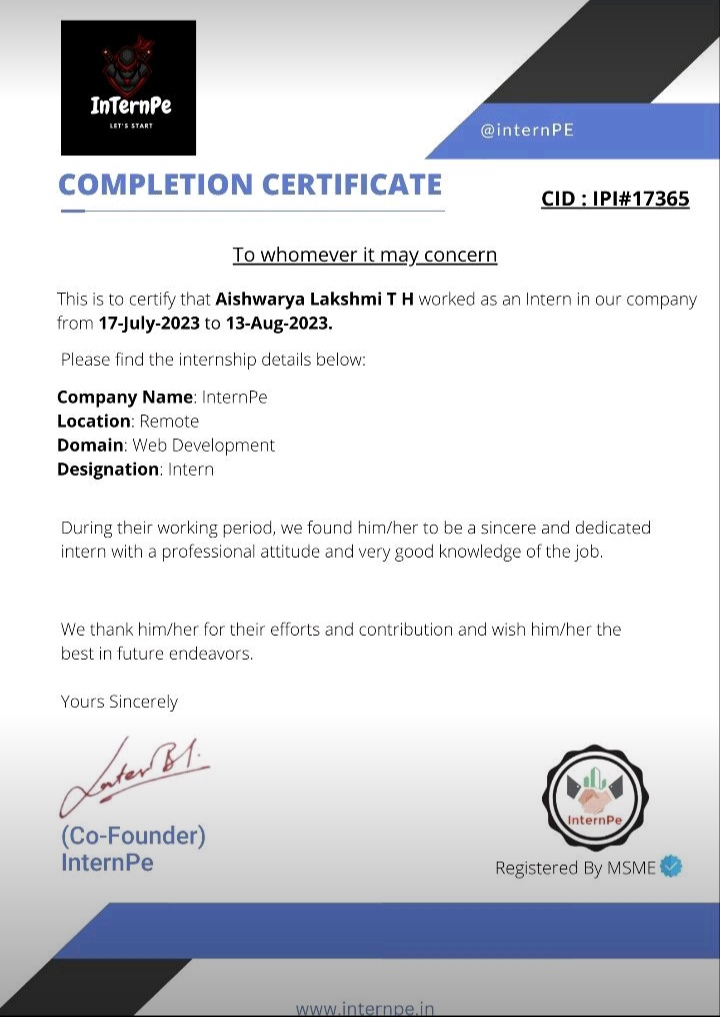 InTernPe
LET'S START
@internPE
COMPLETION CERTIFICATE
CID : IPI#17365
To whomever it may concern
This is to certify that Aishwarya Lakshmi T H worked as an Intern in our company
from 17-July-2023 to 13-Aug-2023.
Please find the internship details below:
Company Name: InternPe
Location: Remote
Domain: Web Development
Designation: Intern
During their working period, we found him/her to be a sincere and dedicated
intern with a professional attitude and very good knowledge of the job.
We thank him/her for their efforts and contribution and wish him/her the
best in future endeavors.
Yours Sincerely
(Co-Founder)
InternPe
InternPe
Registered By MSME
www.internpe.in